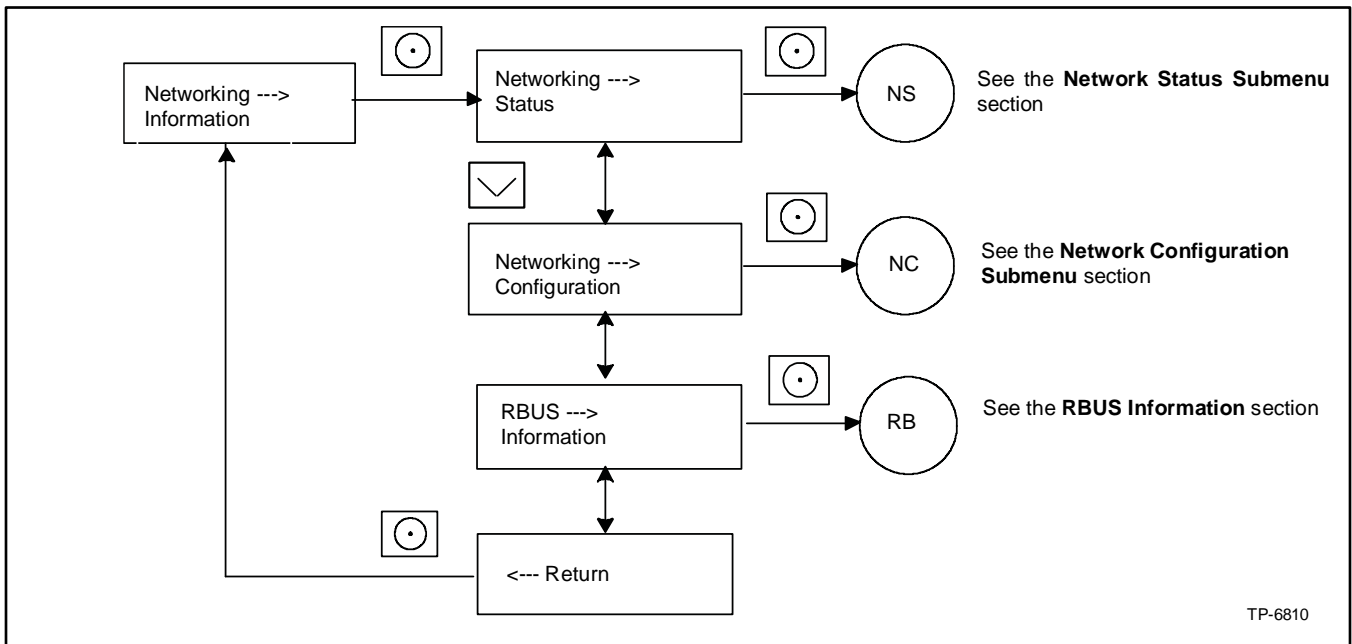 Networking --->
Information
Networking --->
Status
NS
See the Network Status Submenu
section
Networking --->
Configuration
NC
See the Network Configuration
Submenu section
RBUS --->
Information
RB
See the RBUS Information section
<--- Return
TP-6810